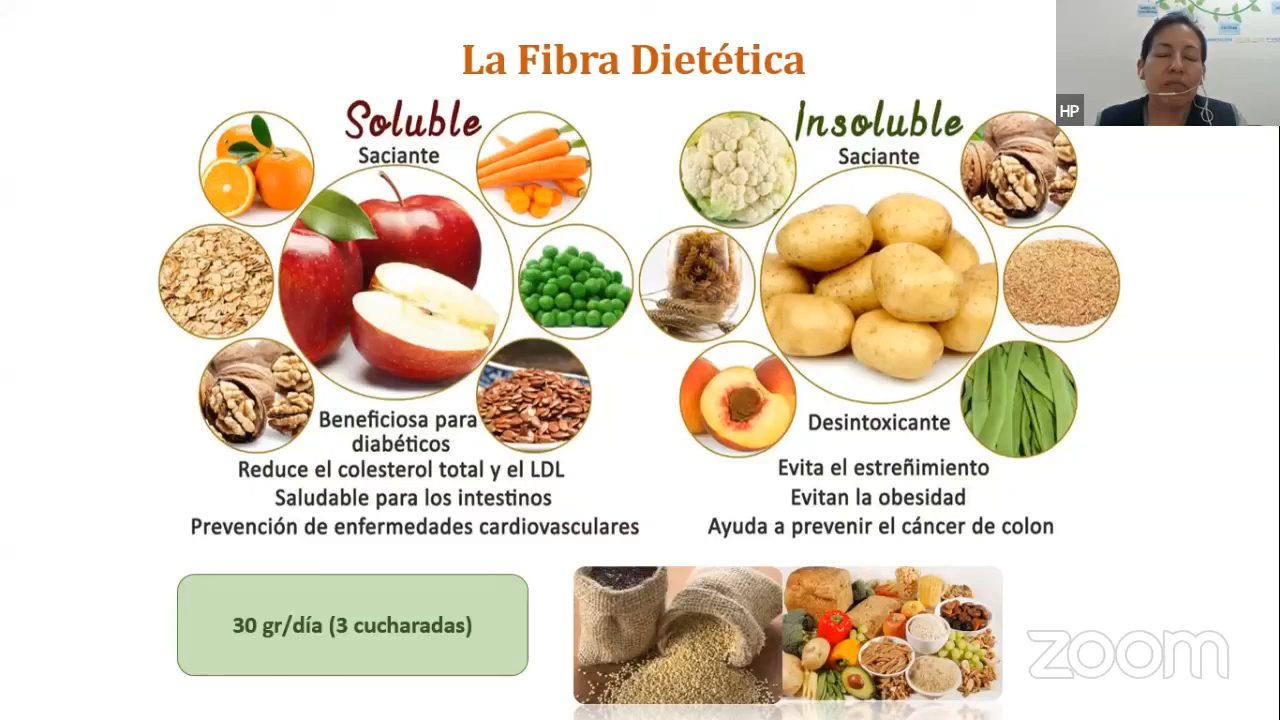 La Fibra Dietética
HP
Soluble
Saciante
Beneficiosa para
diabéticos
Reduce el colesterol total y el LDL
Saludable para los intestinos
Prevención de enfermedades cardiovasculares
Insoluble
Saciante
Desintoxicante
Evita el estreñimiento
Evitan la obesidad
Ayuda a prevenir el cáncer de colon
30 gr/día (3 cucharadas)
zoom